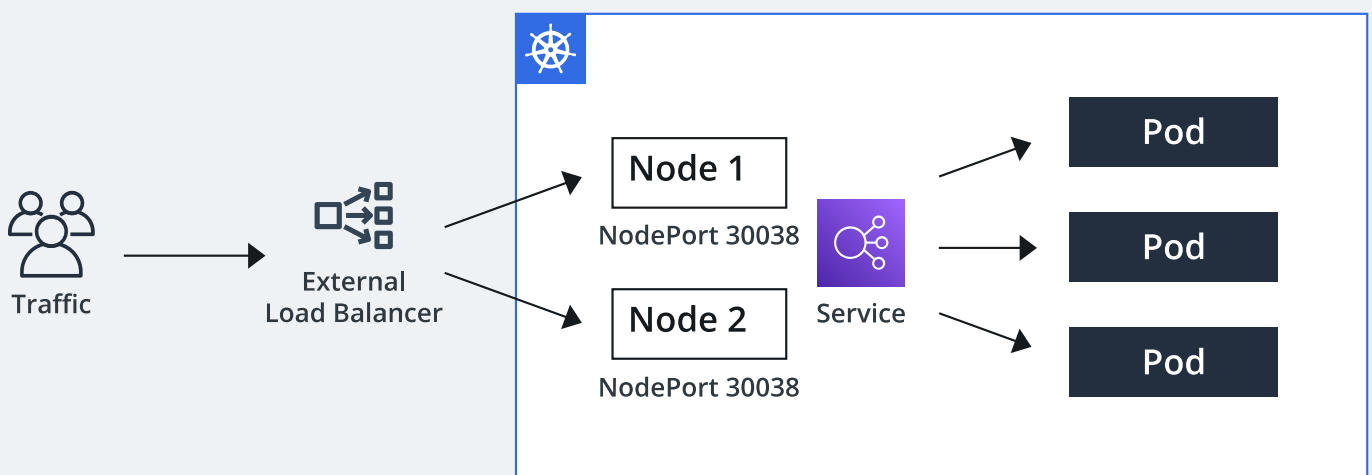 Traffic
External
Load Balancer
Node 1
NodePort 30038
Node 2
NodePort 30038
Service
Pod
Pod
Pod